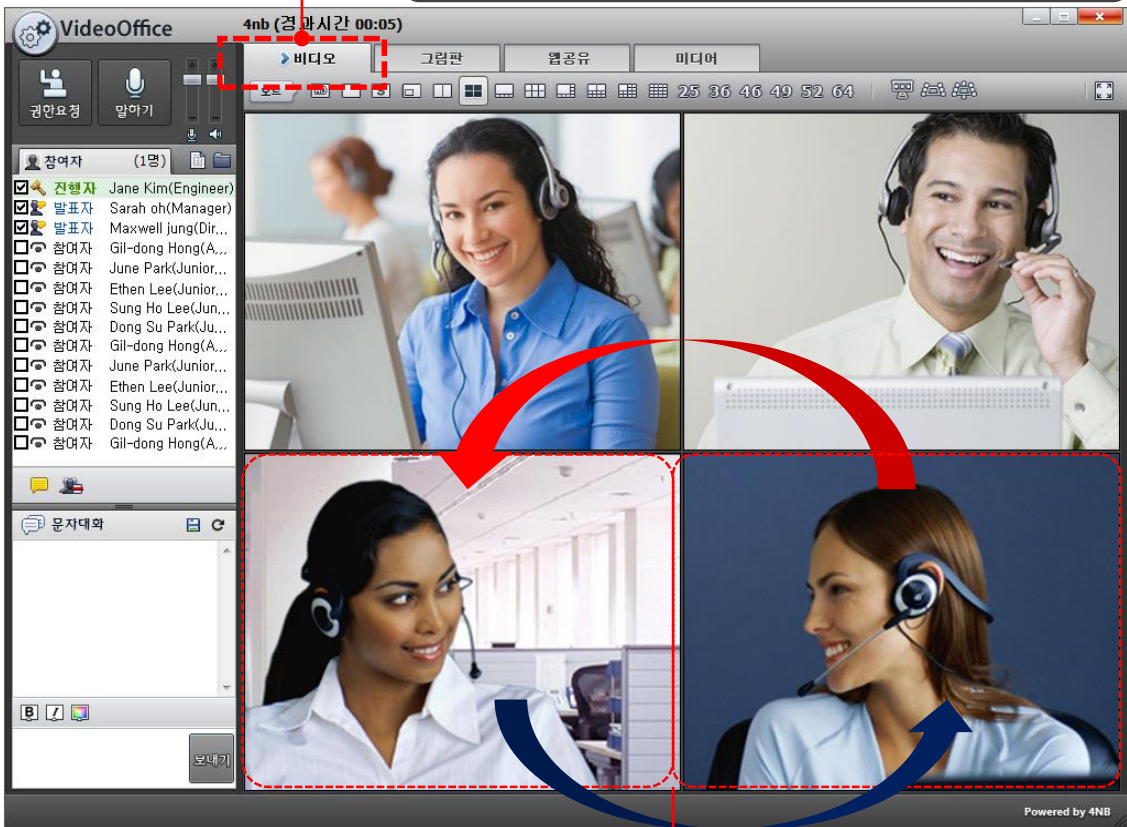 VideoOffice
4nb (경과시간 00:05)
비디오
그림판
웹공유
미디어
모드
HD
S
25 36 46 49 52 64
권한요청
말하기
참여자 (1명)
진행자 Jane Kim(Engineer)
발표자 Sarah oh(Manager)
발표자 Maxwell jung(Dir...
참여자 Gil-dong Hong(A...
참여자 June Park(Junior...
참여자 Ethen Lee(Junior...
참여자 Sung Ho Lee(Jun...
참여자 Dong Su Park(Ju...
참여자 Gil-dong Hong(A...
참여자 June Park(Junior...
참여자 Ethen Lee(Junior...
참여자 Sung Ho Lee(Jun...
참여자 Dong Su Park(Ju...
참여자 Gil-dong Hong(A...
문자대화
B I
보내기
Powered by 4NB